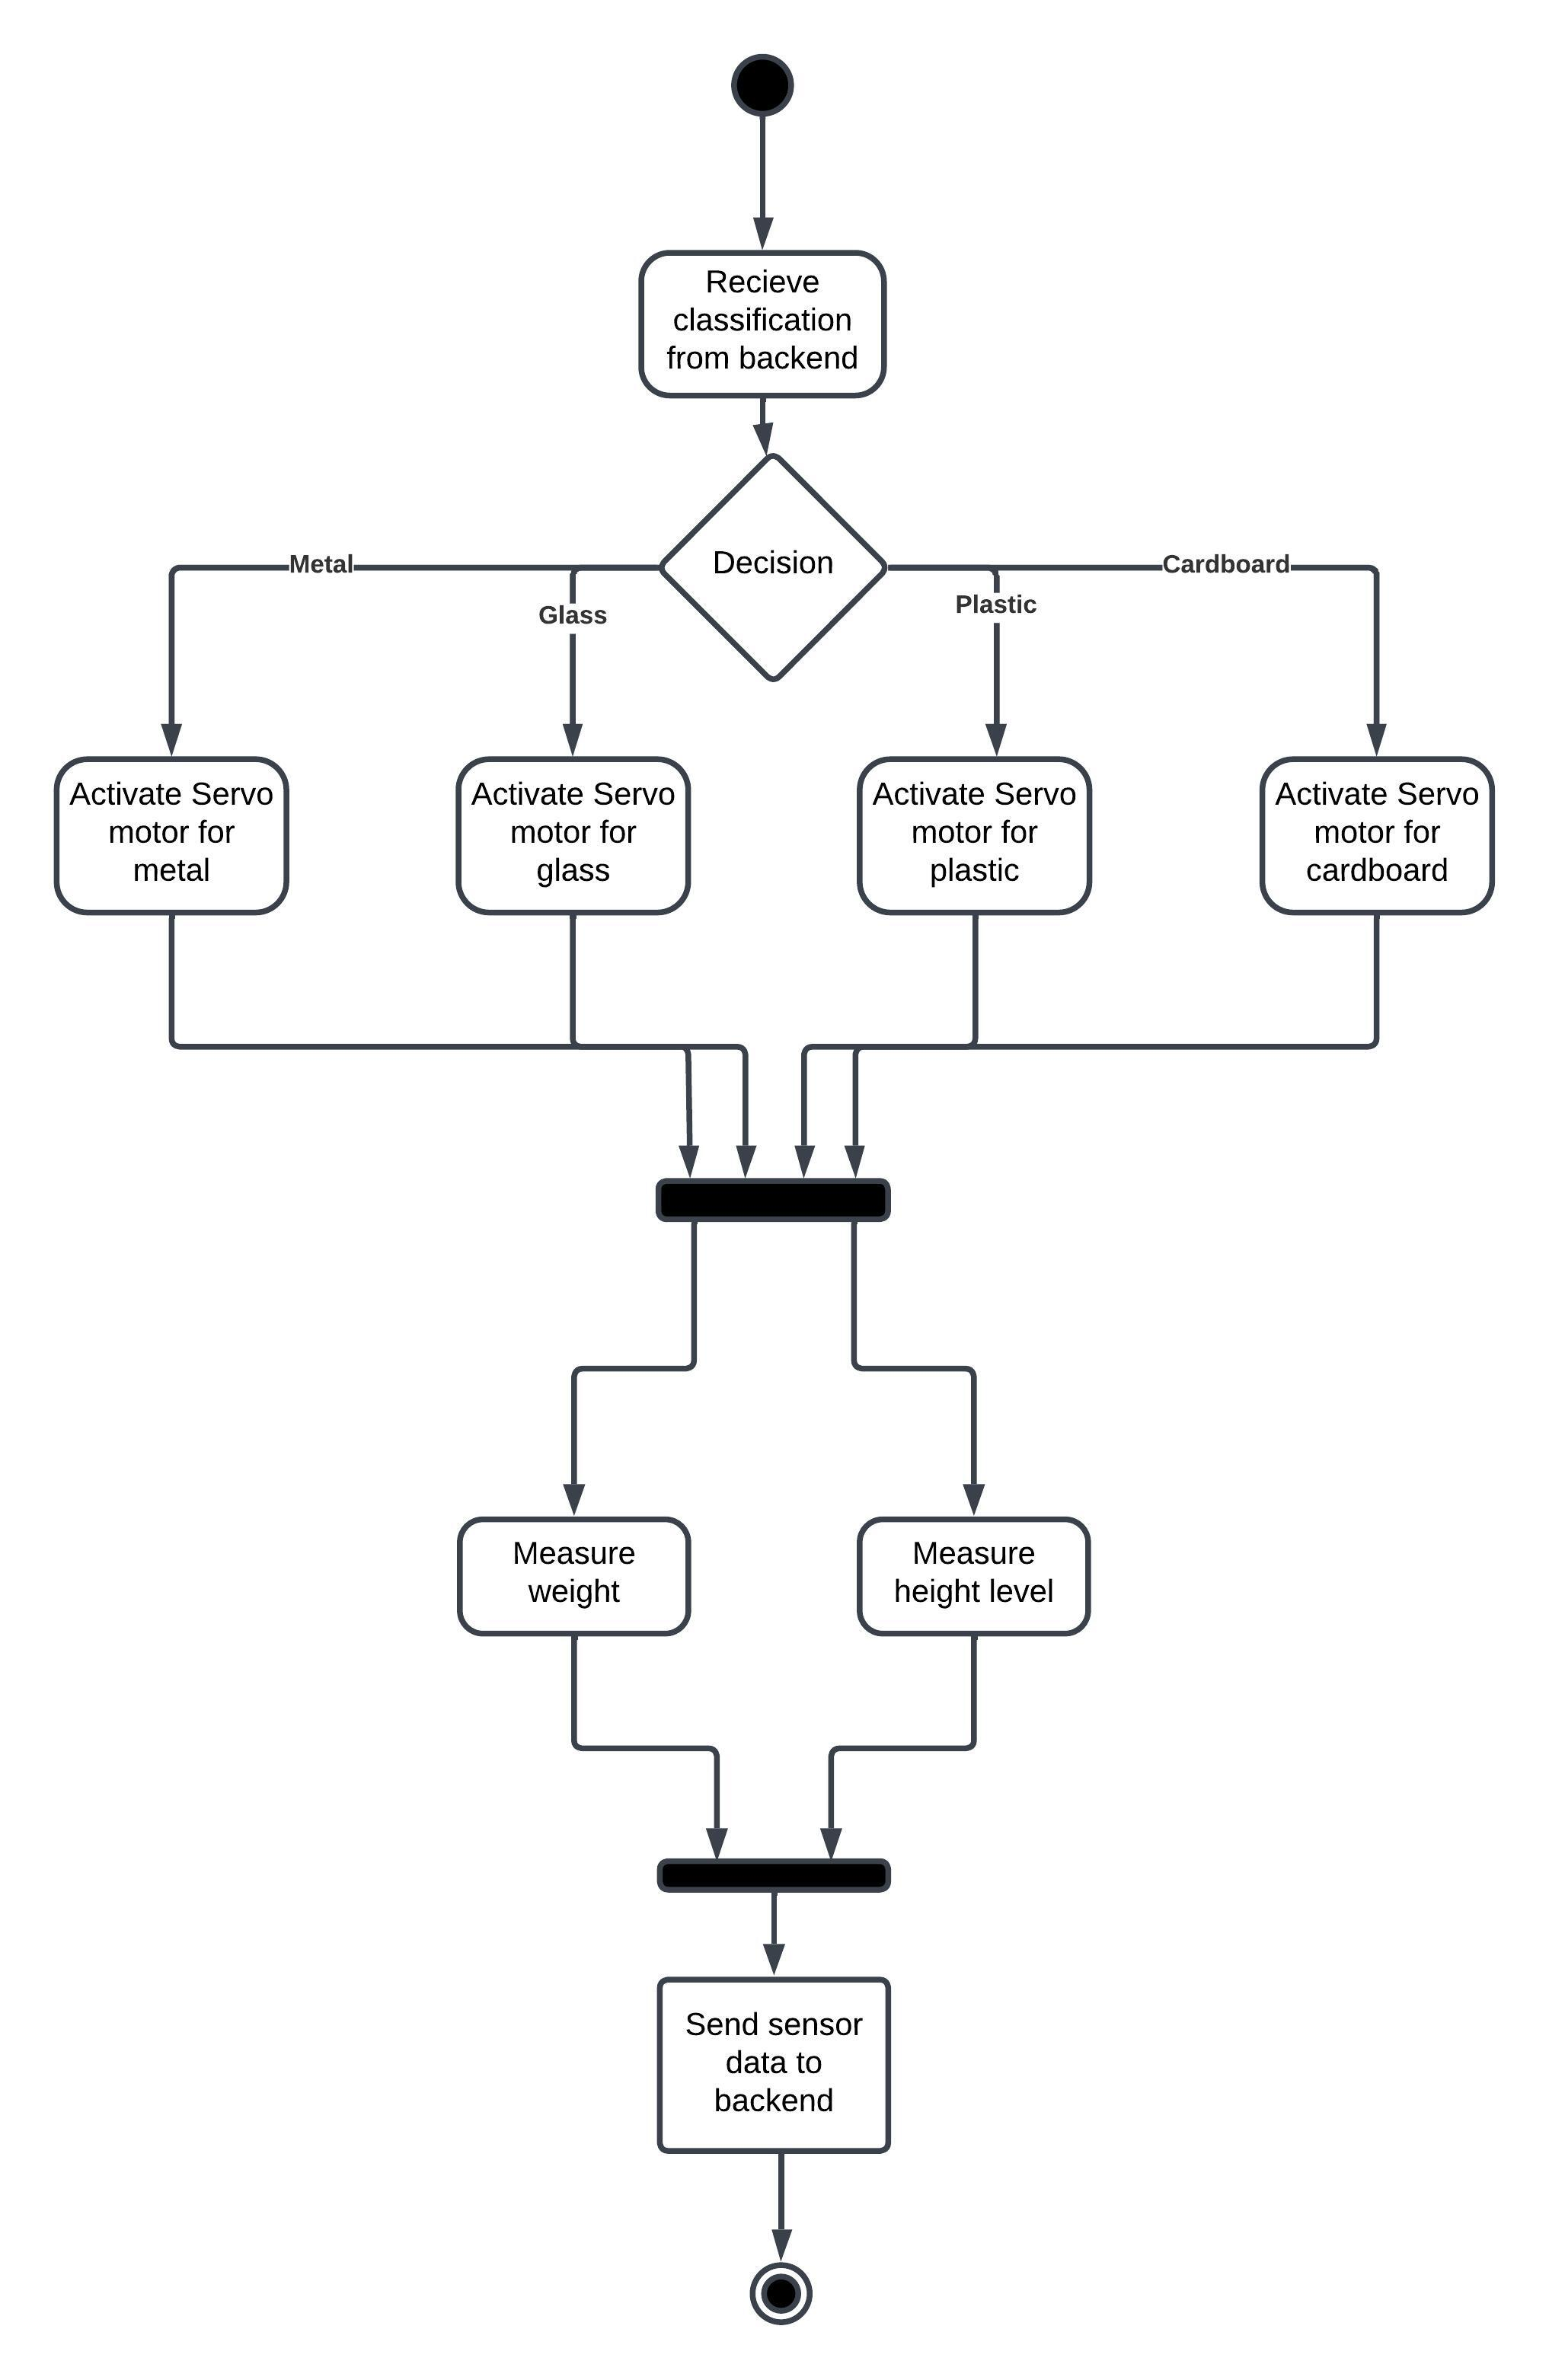 Recieve
classification
from backend
Decision
Metal
Cardboard
Glass
Plastic
Activate Servo
motor for
metal
Activate Servo
motor for
glass
Activate Servo
motor for
plastic
Activate Servo
motor for
cardboard
Measure
weight
Measure
height level
Send sensor
data to
backend